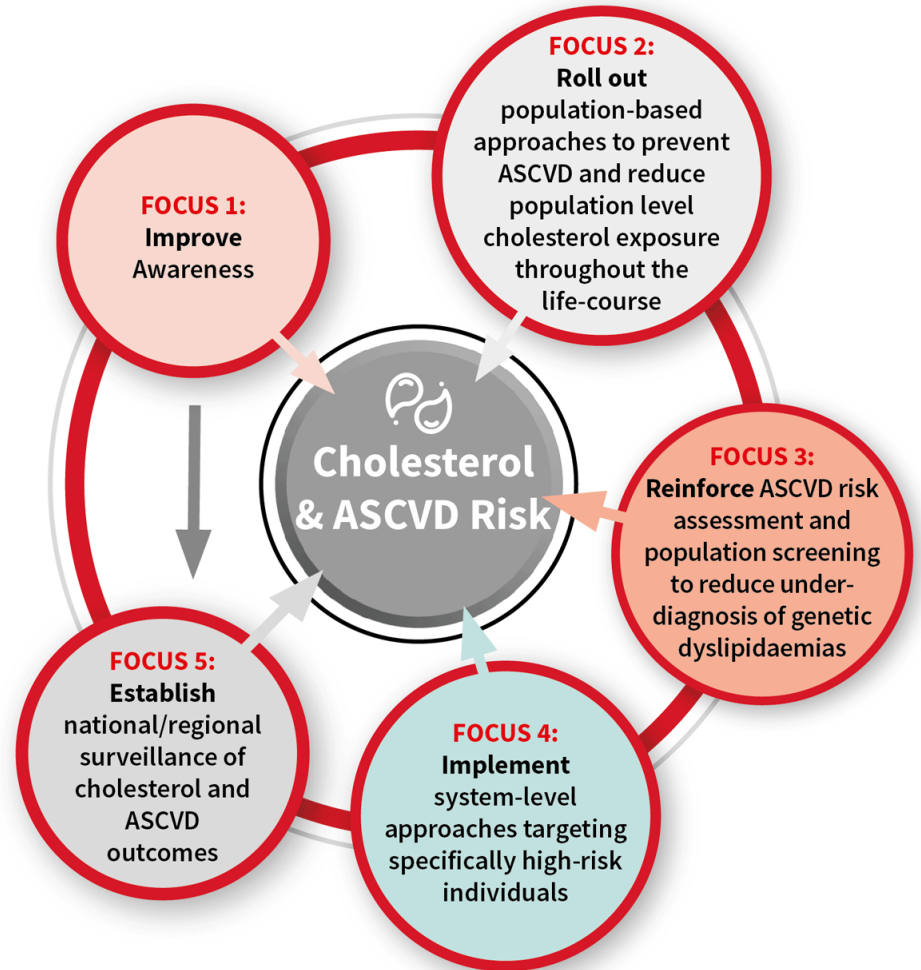 FOCUS 1:
Improve
Awareness
FOCUS 2:
Roll out
population-based
approaches to prevent
ASCVD and reduce
population level
cholesterol exposure
throughout the
life-course
FOCUS 3:
Reinforce ASCVD risk
assessment and
population screening
to reduce under-
diagnosis of genetic
dyslipidaemias
FOCUS 4:
Implement
system-level
approaches targeting
specifically high-risk
individuals
FOCUS 5:
Establish
national/regional
surveillance of
cholesterol and
ASCVD
outcomes
Cholesterol
& ASCVD Risk